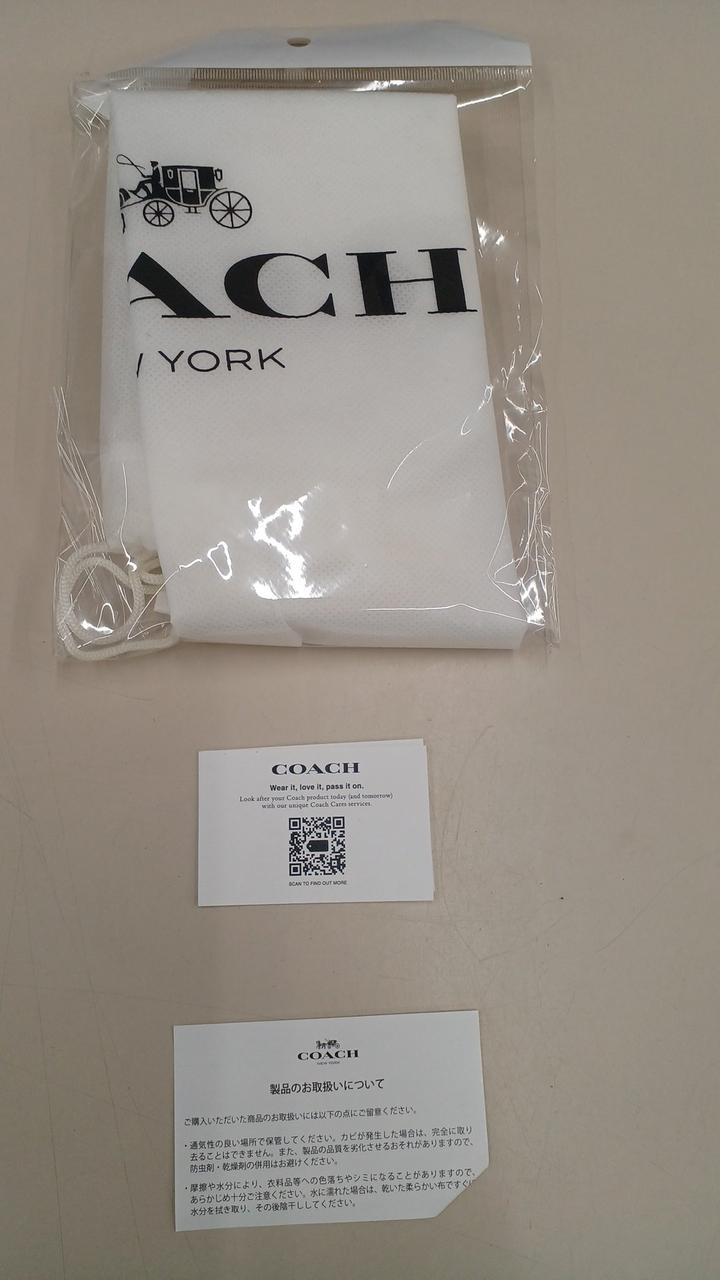 ACH
YORK
COACH
Wear it, love it, pass it on.
Look after your Coach product today (and tomorrow)
with our unique Coach Cares services.
SCAN TO FIND OUT MORE
COACH
NEW YORK
製品のお取扱いについて
ご購入いただいた商品のお取扱いには以下の点にご留意ください。
・通気性の良い場所で保管してください。カビが発生した場合は、完全に取り
去ることはできません。また、製品の品質を劣化させるおそれがありますので、
防虫剤・乾燥剤の併用はお避けください。
・摩擦や水分により、衣料品等への色落ちやシミになることがありますので、
あらかじめ十分ご注意ください。水に濡れた場合は、乾いた柔らかい布ですぐに
水分を拭き取り、その後陰干ししてください。